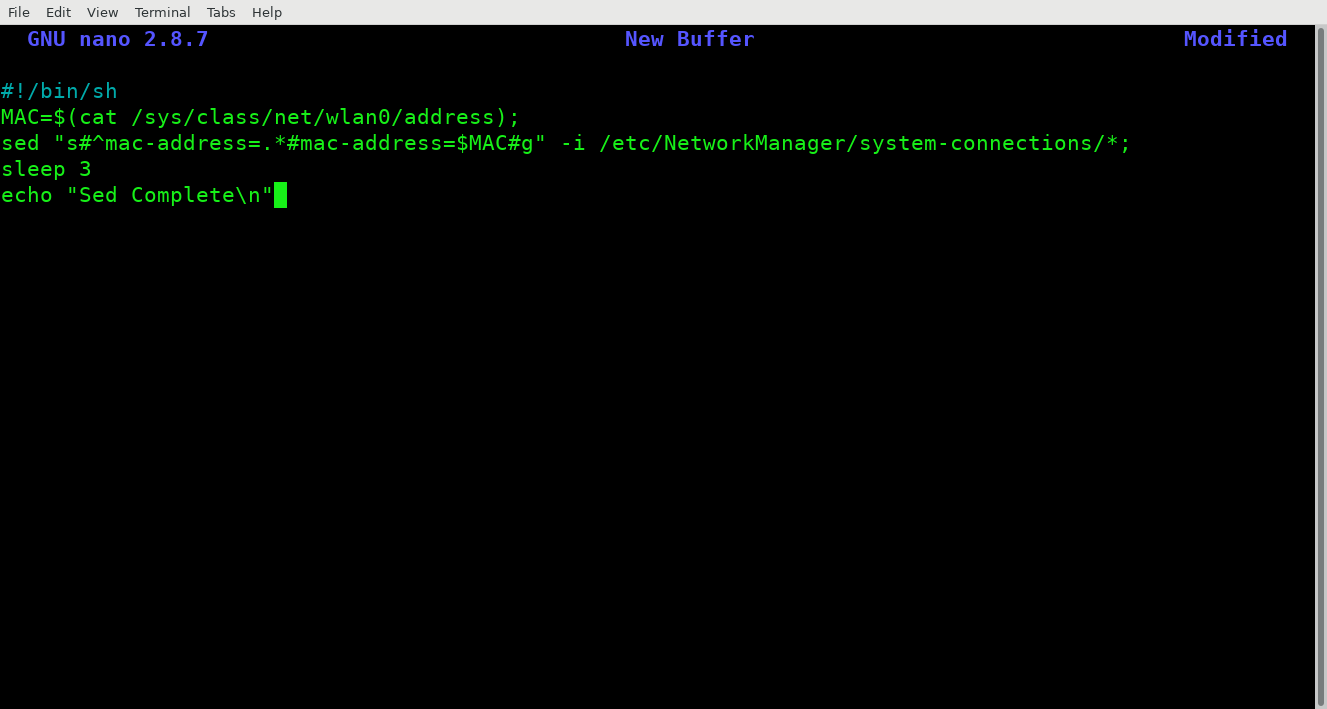 File Edit View Terminal Tabs Help
GNU nano 2.8.7 New Buffer Modified
#!/bin/sh
MAC=$(cat /sys/class/net/wlan0/address);
sed "s#^mac-address=.*#mac-address=$MAC#g" -i /etc/NetworkManager/system-connections/*;
sleep 3
echo "Sed Complete\n"